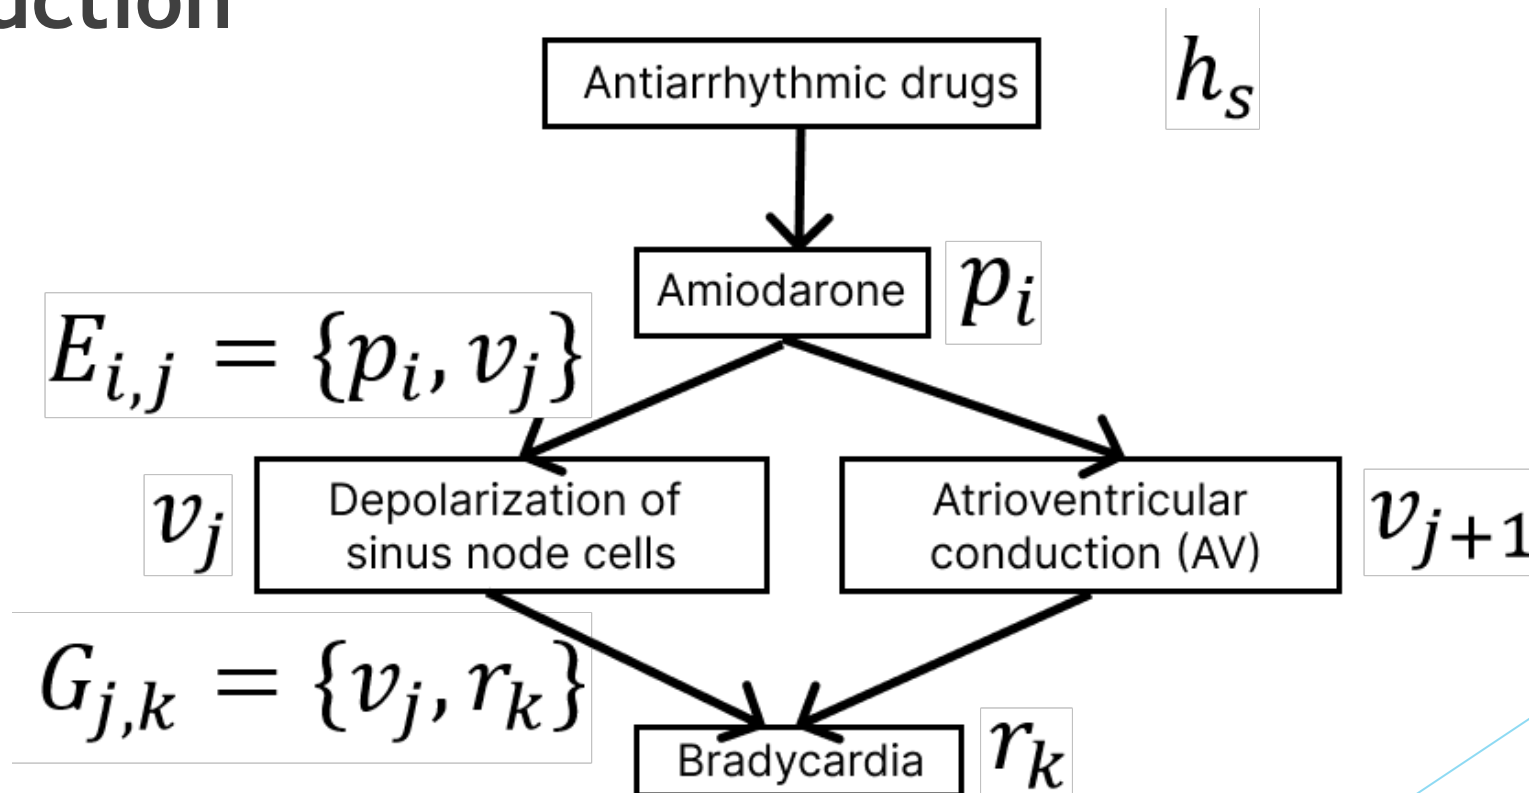 uction
Antiarrhythmic drugs
h_s
Amiodarone
p_i
E_{i,j} = {p_i, v_j}
v_j
Depolarization of
sinus node cells
Atrioventricular
conduction (AV)
v_{j+1}
G_{j,k} = {v_j, r_k}
Bradycardia
r_k